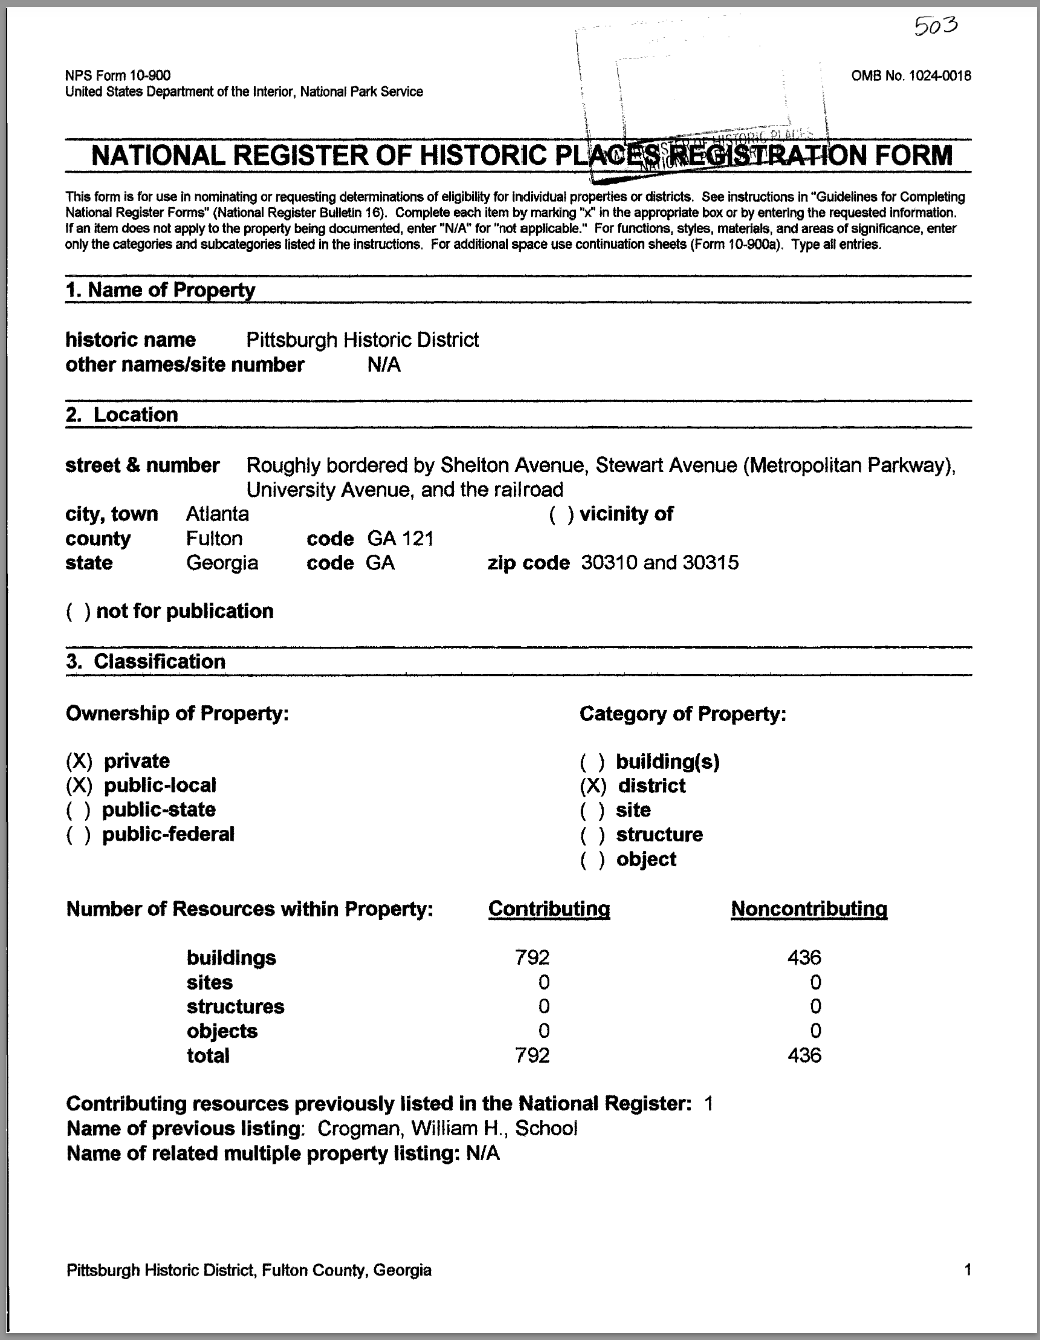 503
NPS Form 10-900 OMB No. 1024-0018
United States Department of the Interior, National Park Service
NATIONAL REGISTER OF HISTORIC PLACES REGISTRATION FORM
This form is for use in nominating or requesting determinations of eligibility for individual properties or districts. See instructions in "Guidelines for Completing
National Register Forms" (National Register Bulletin 16). Complete each item by marking "x" in the appropriate box or by entering the requested information.
If an item does not apply to the property being documented, enter "N/A" for "not applicable." For functions, styles, materials, and areas of significance, enter
only the categories and subcategories listed in the instructions. For additional space use continuation sheets (Form 10-900a). Type all entries.
1. Name of Property
historic name Pittsburgh Historic District
other names/site number N/A
2. Location
street & number Roughly bordered by Shelton Avenue, Stewart Avenue (Metropolitan Parkway),
University Avenue, and the railroad
city, town Atlanta ( ) vicinity of
county Fulton code GA 121
state Georgia code GA zip code 30310 and 30315
( ) not for publication
3. Classification
Ownership of Property: Category of Property:
(X) private ( ) building(s)
(X) public-local (X) district
( ) public-state ( ) site
( ) public-federal ( ) structure
( ) object
Number of Resources within Property: Contributing Noncontributing
buildings 792 436
sites 0 0
structures 0 0
objects 0 0
total 792 436
Contributing resources previously listed in the National Register: 1
Name of previous listing: Crogman, William H., School
Name of related multiple property listing: N/A
Pittsburgh Historic District, Fulton County, Georgia 1